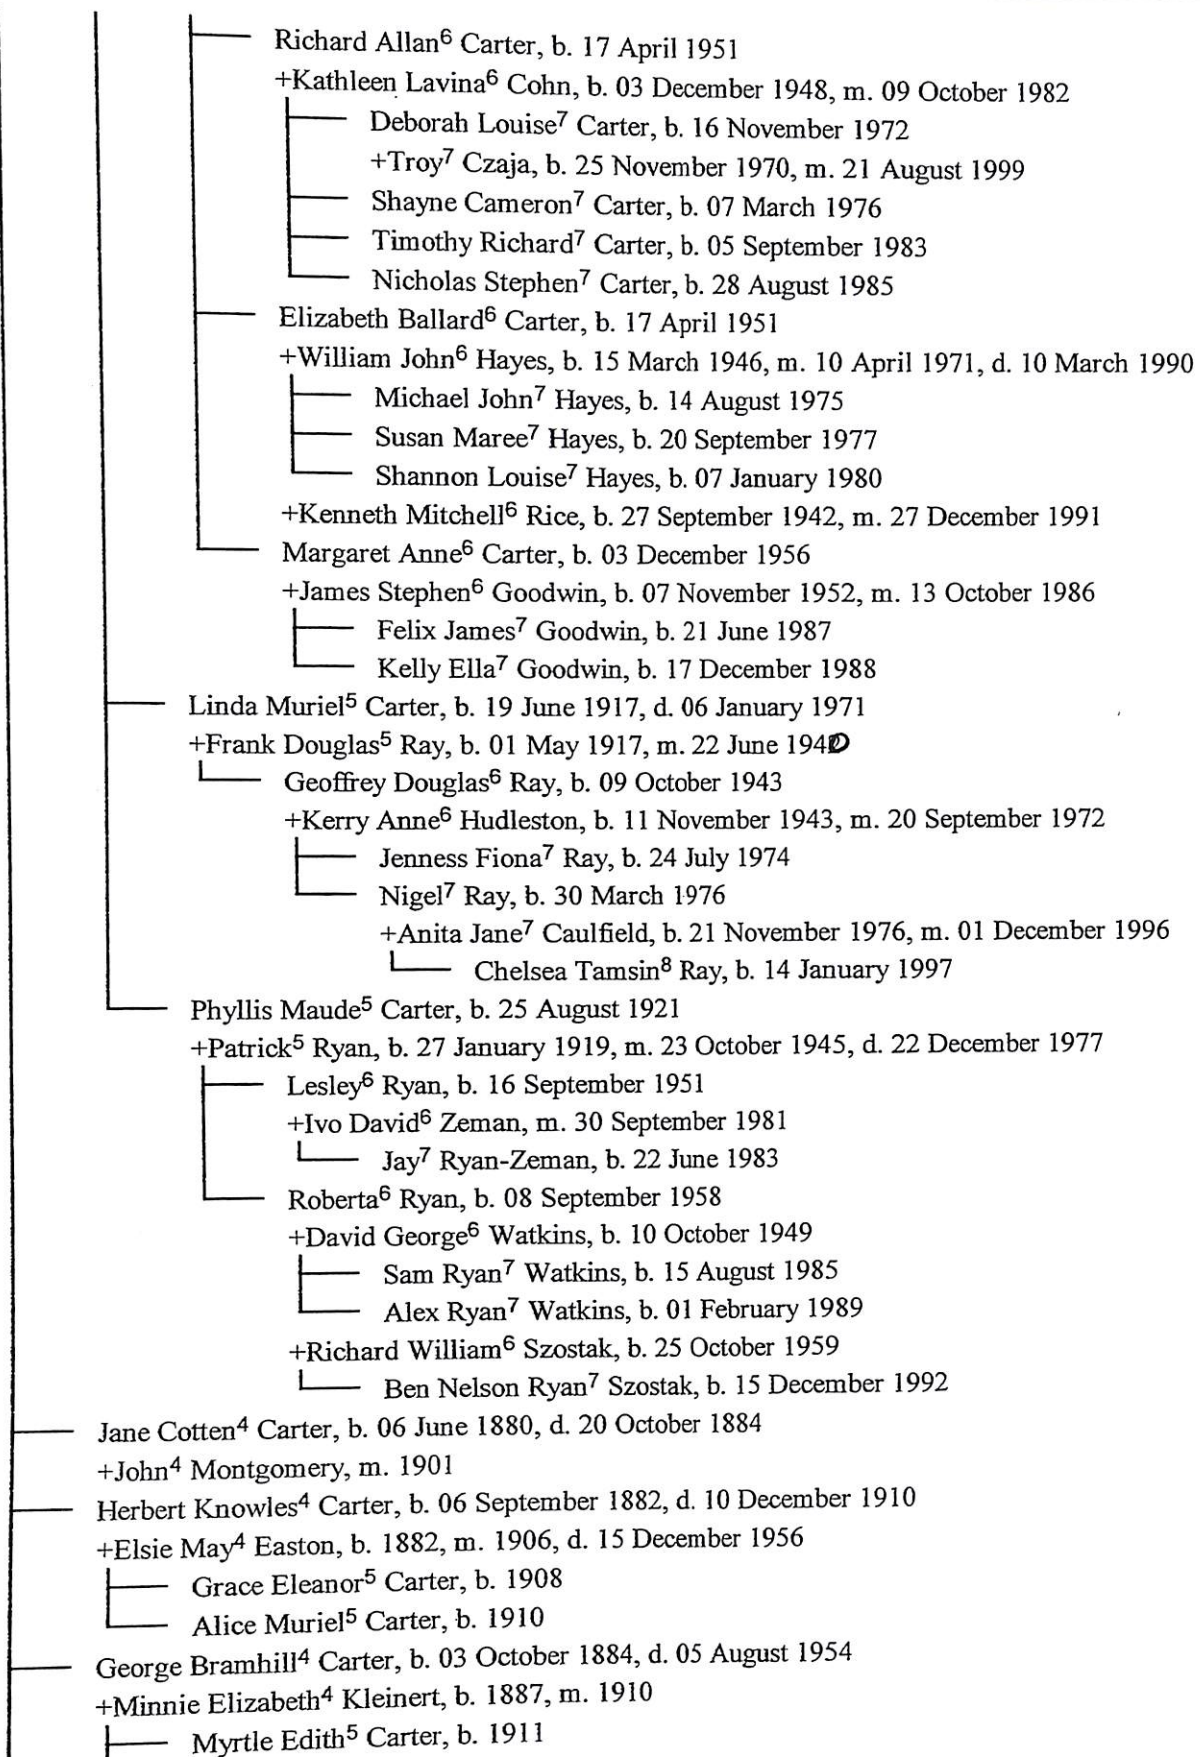 Richard Allan⁶ Carter, b. 17 April 1951
+Kathleen Lavina⁶ Cohn, b. 03 December 1948, m. 09 October 1982
Deborah Louise⁷ Carter, b. 16 November 1972
+Troy⁷ Czaja, b. 25 November 1970, m. 21 August 1999
Shayne Cameron⁷ Carter, b. 07 March 1976
Timothy Richard⁷ Carter, b. 05 September 1983
Nicholas Stephen⁷ Carter, b. 28 August 1985
Elizabeth Ballard⁶ Carter, b. 17 April 1951
+William John⁶ Hayes, b. 15 March 1946, m. 10 April 1971, d. 10 March 1990
Michael John⁷ Hayes, b. 14 August 1975
Susan Maree⁷ Hayes, b. 20 September 1977
Shannon Louise⁷ Hayes, b. 07 January 1980
+Kenneth Mitchell⁶ Rice, b. 27 September 1942, m. 27 December 1991
Margaret Anne⁶ Carter, b. 03 December 1956
+James Stephen⁶ Goodwin, b. 07 November 1952, m. 13 October 1986
Felix James⁷ Goodwin, b. 21 June 1987
Kelly Ella⁷ Goodwin, b. 17 December 1988
Linda Muriel⁵ Carter, b. 19 June 1917, d. 06 January 1971
+Frank Douglas⁵ Ray, b. 01 May 1917, m. 22 June 1940
Geoffrey Douglas⁶ Ray, b. 09 October 1943
+Kerry Anne⁶ Hudleston, b. 11 November 1943, m. 20 September 1972
Jenness Fiona⁷ Ray, b. 24 July 1974
Nigel⁷ Ray, b. 30 March 1976
+Anita Jane⁷ Caulfield, b. 21 November 1976, m. 01 December 1996
Chelsea Tamsin⁸ Ray, b. 14 January 1997
Phyllis Maude⁵ Carter, b. 25 August 1921
+Patrick⁵ Ryan, b. 27 January 1919, m. 23 October 1945, d. 22 December 1977
Lesley⁶ Ryan, b. 16 September 1951
+Ivo David⁶ Zeman, m. 30 September 1981
Jay⁷ Ryan-Zeman, b. 22 June 1983
Roberta⁶ Ryan, b. 08 September 1958
+David George⁶ Watkins, b. 10 October 1949
Sam Ryan⁷ Watkins, b. 15 August 1985
Alex Ryan⁷ Watkins, b. 01 February 1989
+Richard William⁶ Szostak, b. 25 October 1959
Ben Nelson Ryan⁷ Szostak, b. 15 December 1992
Jane Cotten⁴ Carter, b. 06 June 1880, d. 20 October 1884
+John⁴ Montgomery, m. 1901
Herbert Knowles⁴ Carter, b. 06 September 1882, d. 10 December 1910
+Elsie May⁴ Easton, b. 1882, m. 1906, d. 15 December 1956
Grace Eleanor⁵ Carter, b. 1908
Alice Muriel⁵ Carter, b. 1910
George Bramhill⁴ Carter, b. 03 October 1884, d. 05 August 1954
+Minnie Elizabeth⁴ Kleinert, b. 1887, m. 1910
Myrtle Edith⁵ Carter, b. 1911